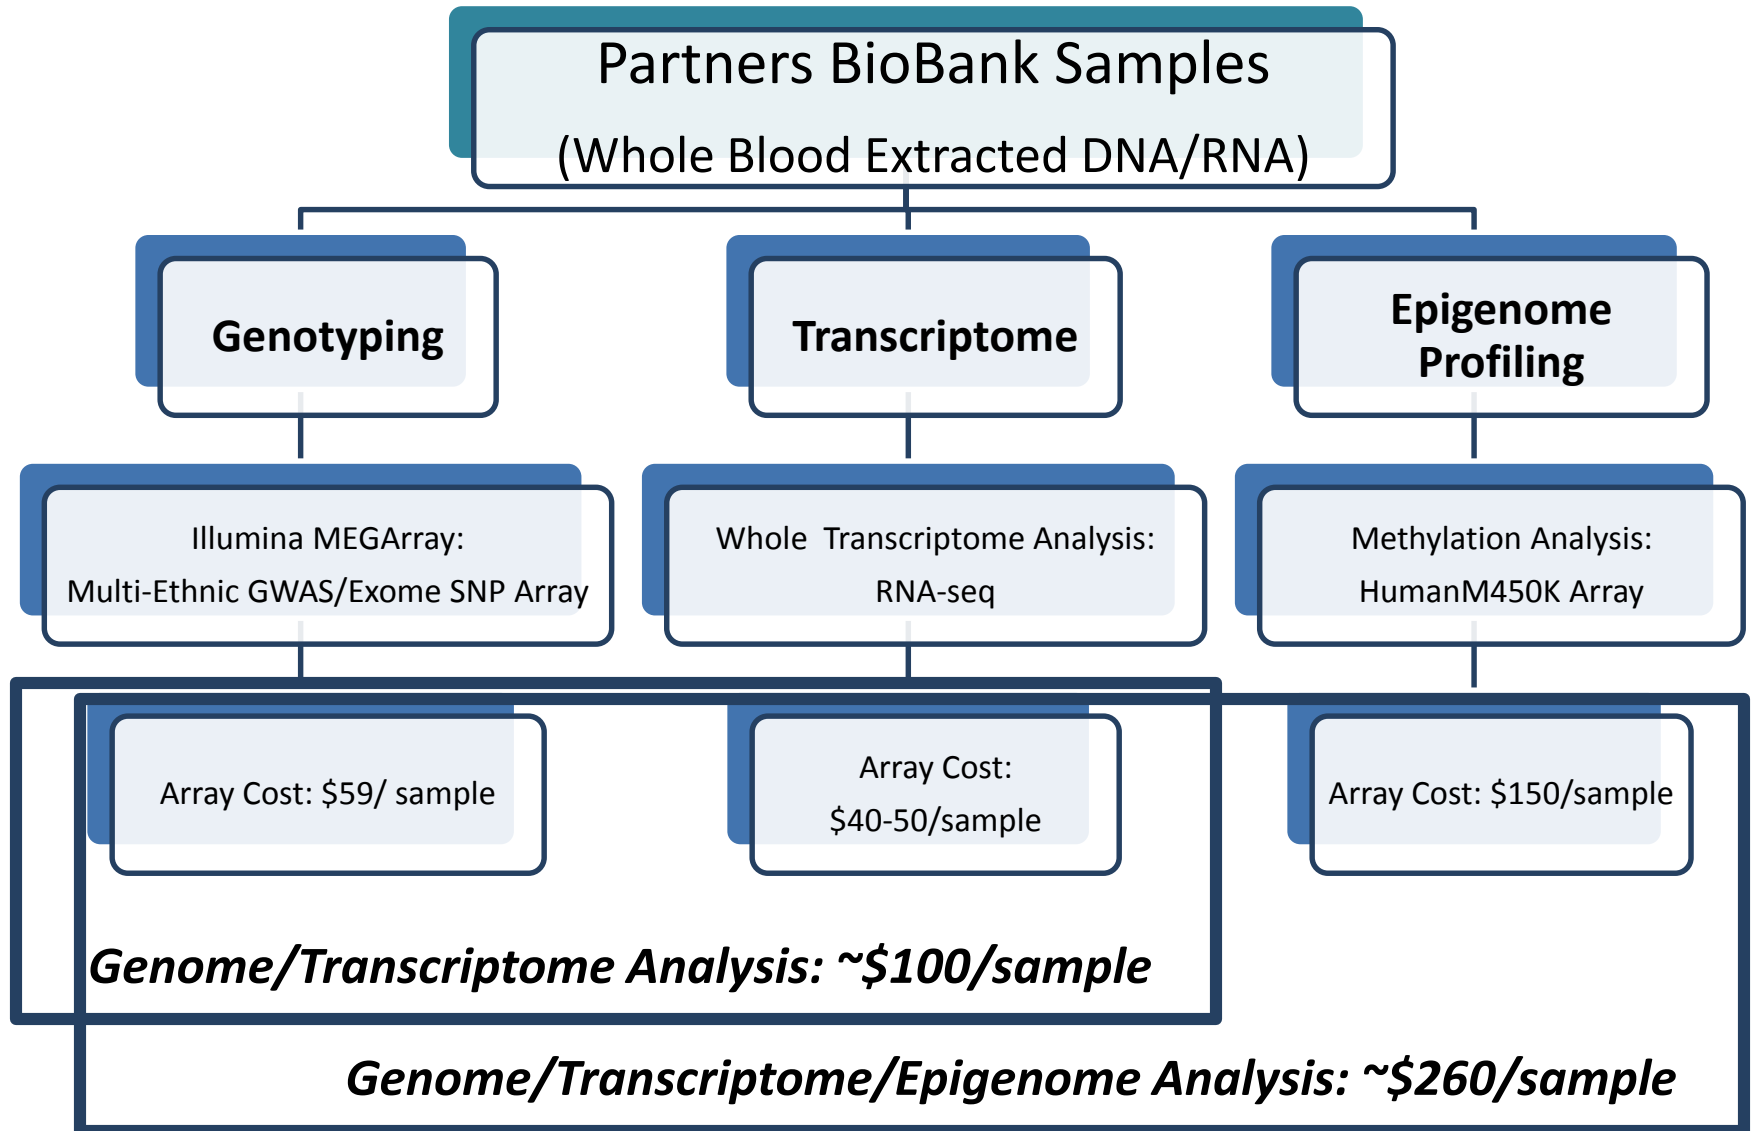 Partners BioBank Samples
(Whole Blood Extracted DNA/RNA)
Genotyping
Transcriptome
Epigenome
Profiling
Illumina MEGArray:
Multi-Ethnic GWAS/Exome SNP Array
Whole  Transcriptome Analysis:
RNA-seq
Methylation Analysis:
HumanM450K Array
Array Cost: $59/ sample
Array Cost:
$40-50/sample
Array Cost: $150/sample
Genome/Transcriptome Analysis: ~$100/sample
Genome/Transcriptome/Epigenome Analysis: ~$260/sample